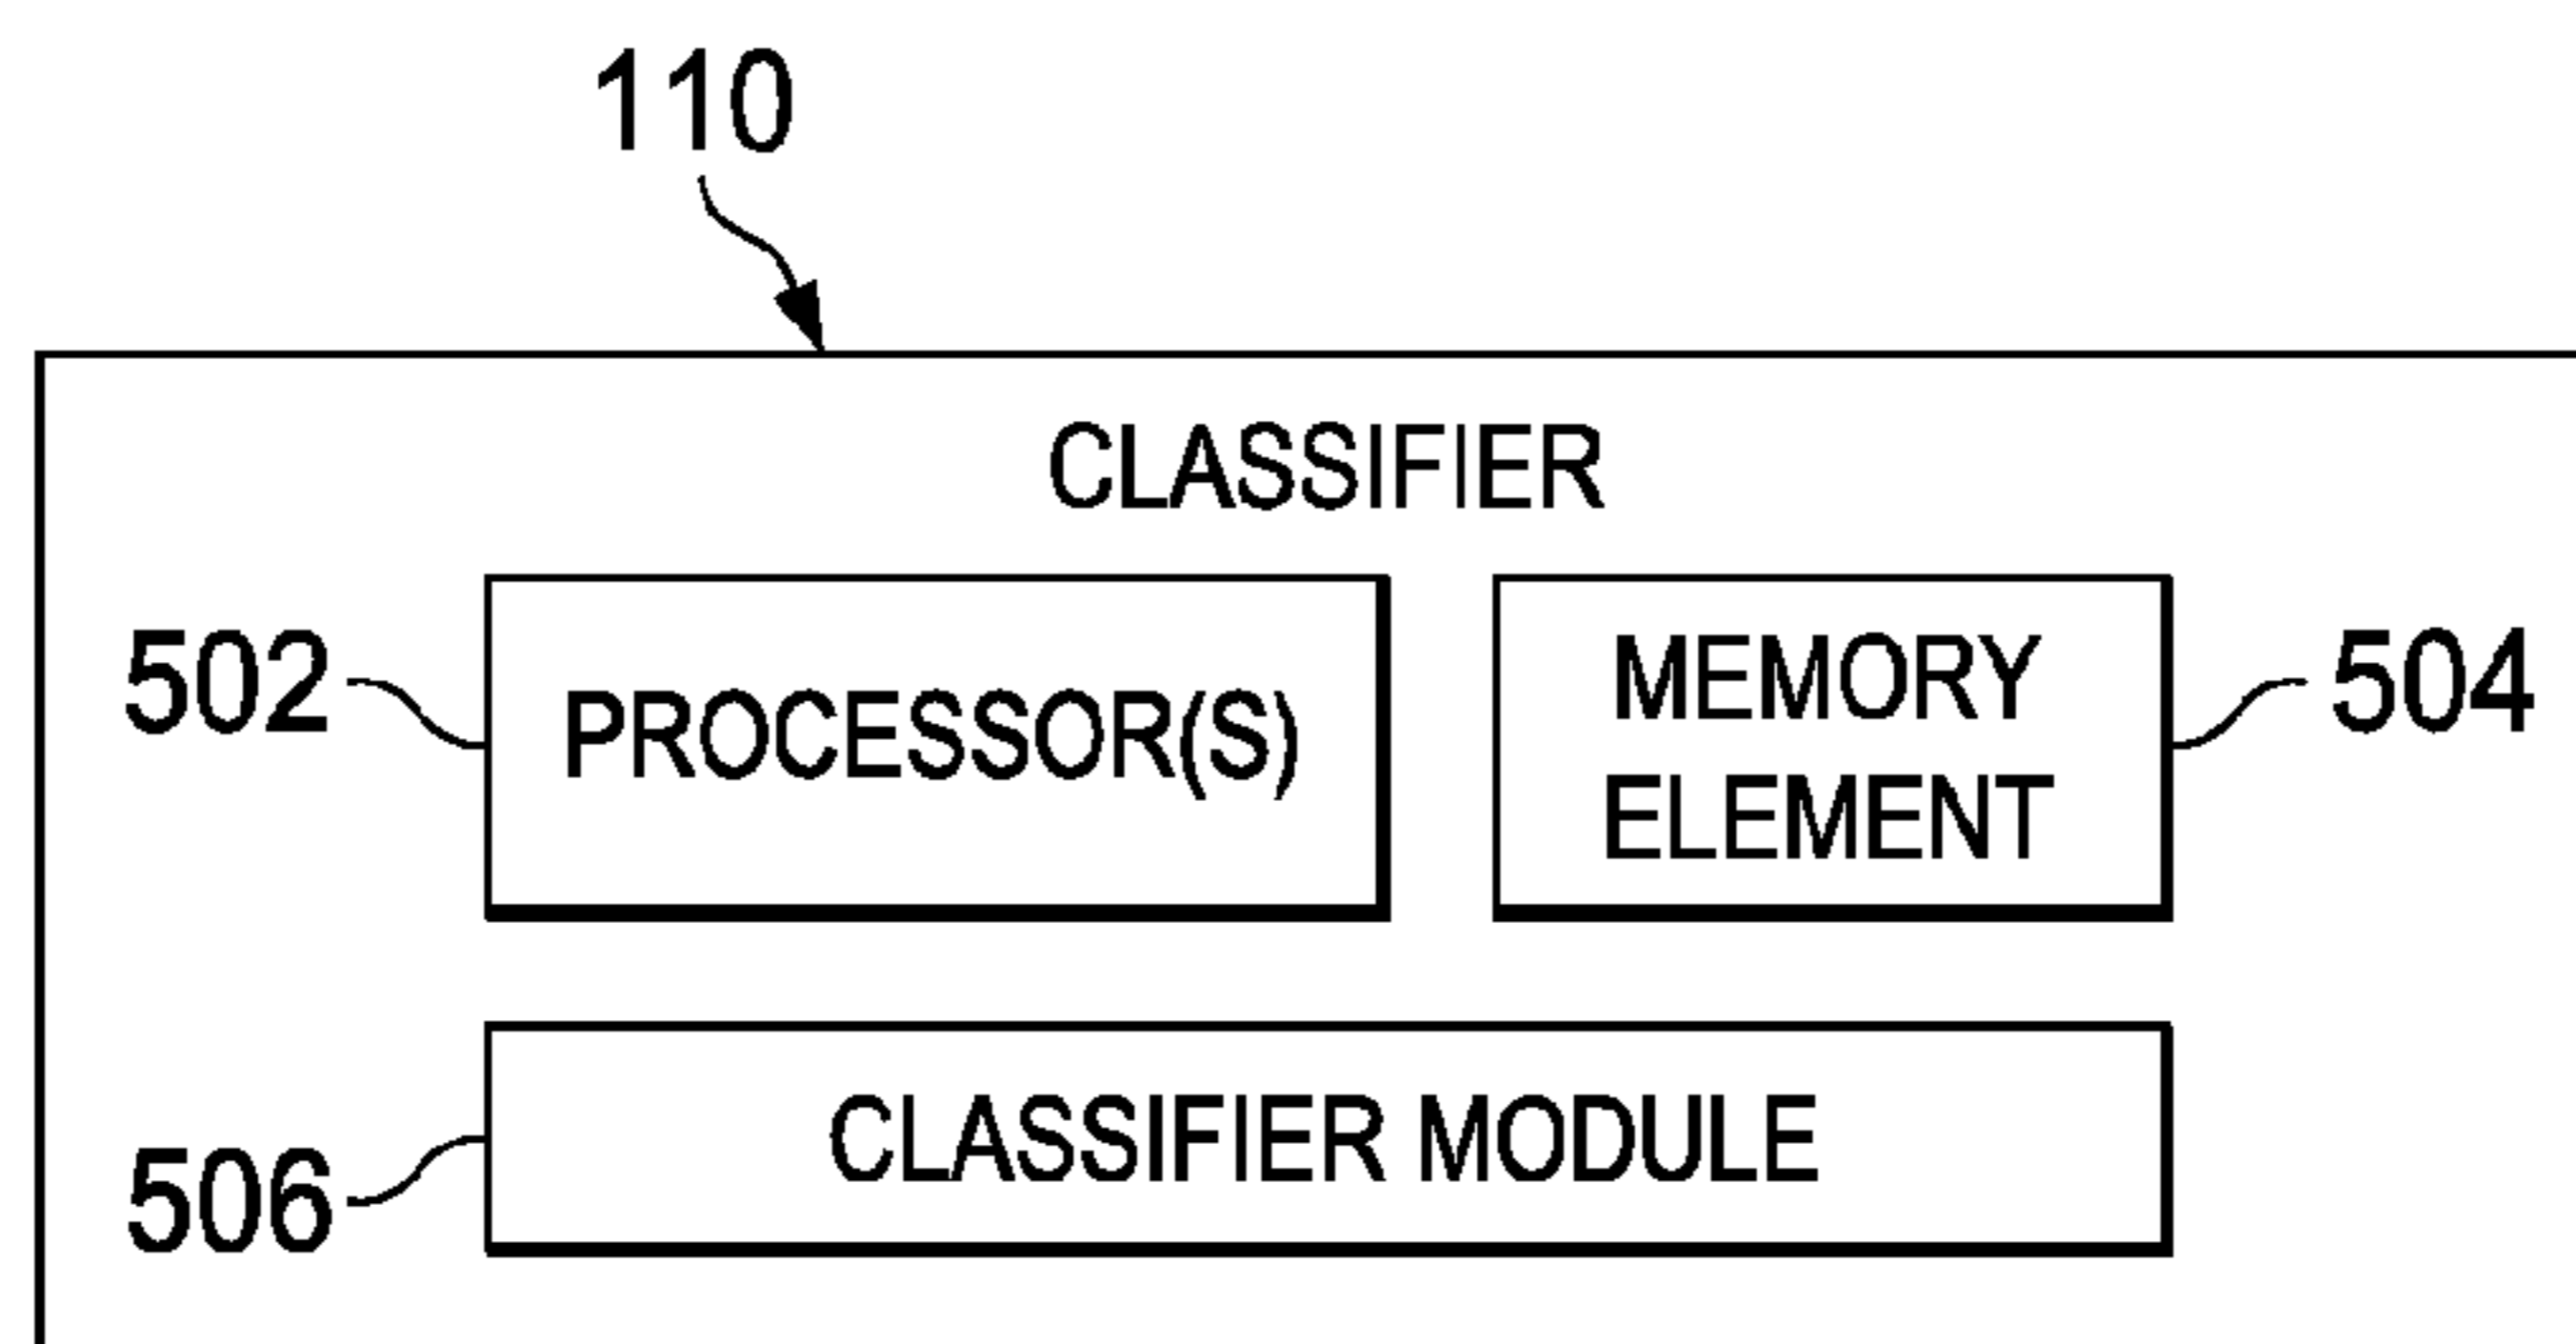 110
CLASSIFIER
502
PROCESSOR(S)
MEMORY
ELEMENT
504
506
CLASSIFIER MODULE